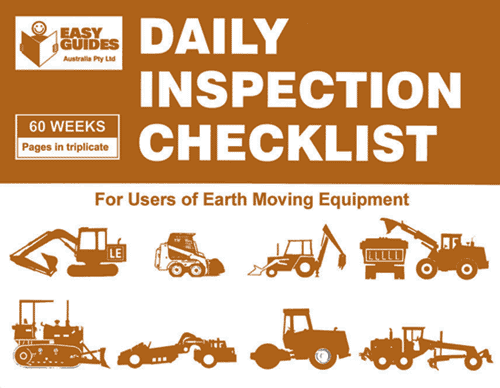 EASY
GUIDES
Australia Pty Ltd
DAILY
INSPECTION
CHECKLIST
60 WEEKS
Pages in triplicate
For Users of Earth Moving Equipment
LE